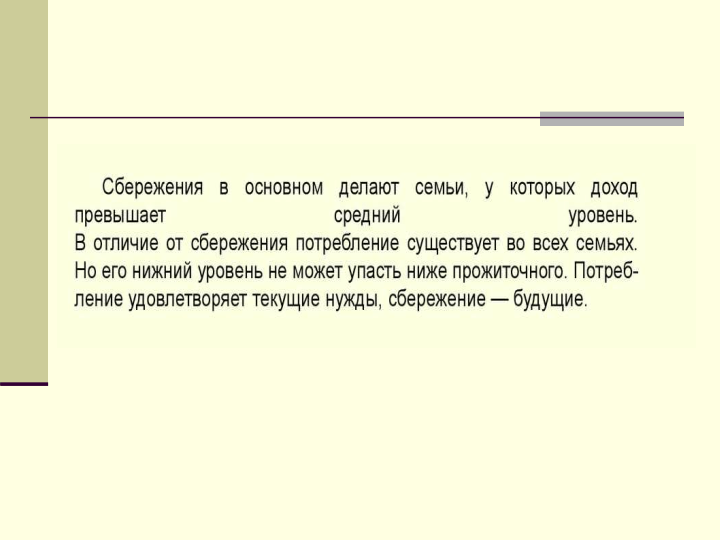 Сбережения в основном делают семьи, у которых доход
превышает средний уровень.
В отличие от сбережения потребление существует во всех семьях.
Но его нижний уровень не может упасть ниже прожиточного. Потреб-
ление удовлетворяет текущие нужды, сбережение — будущие.